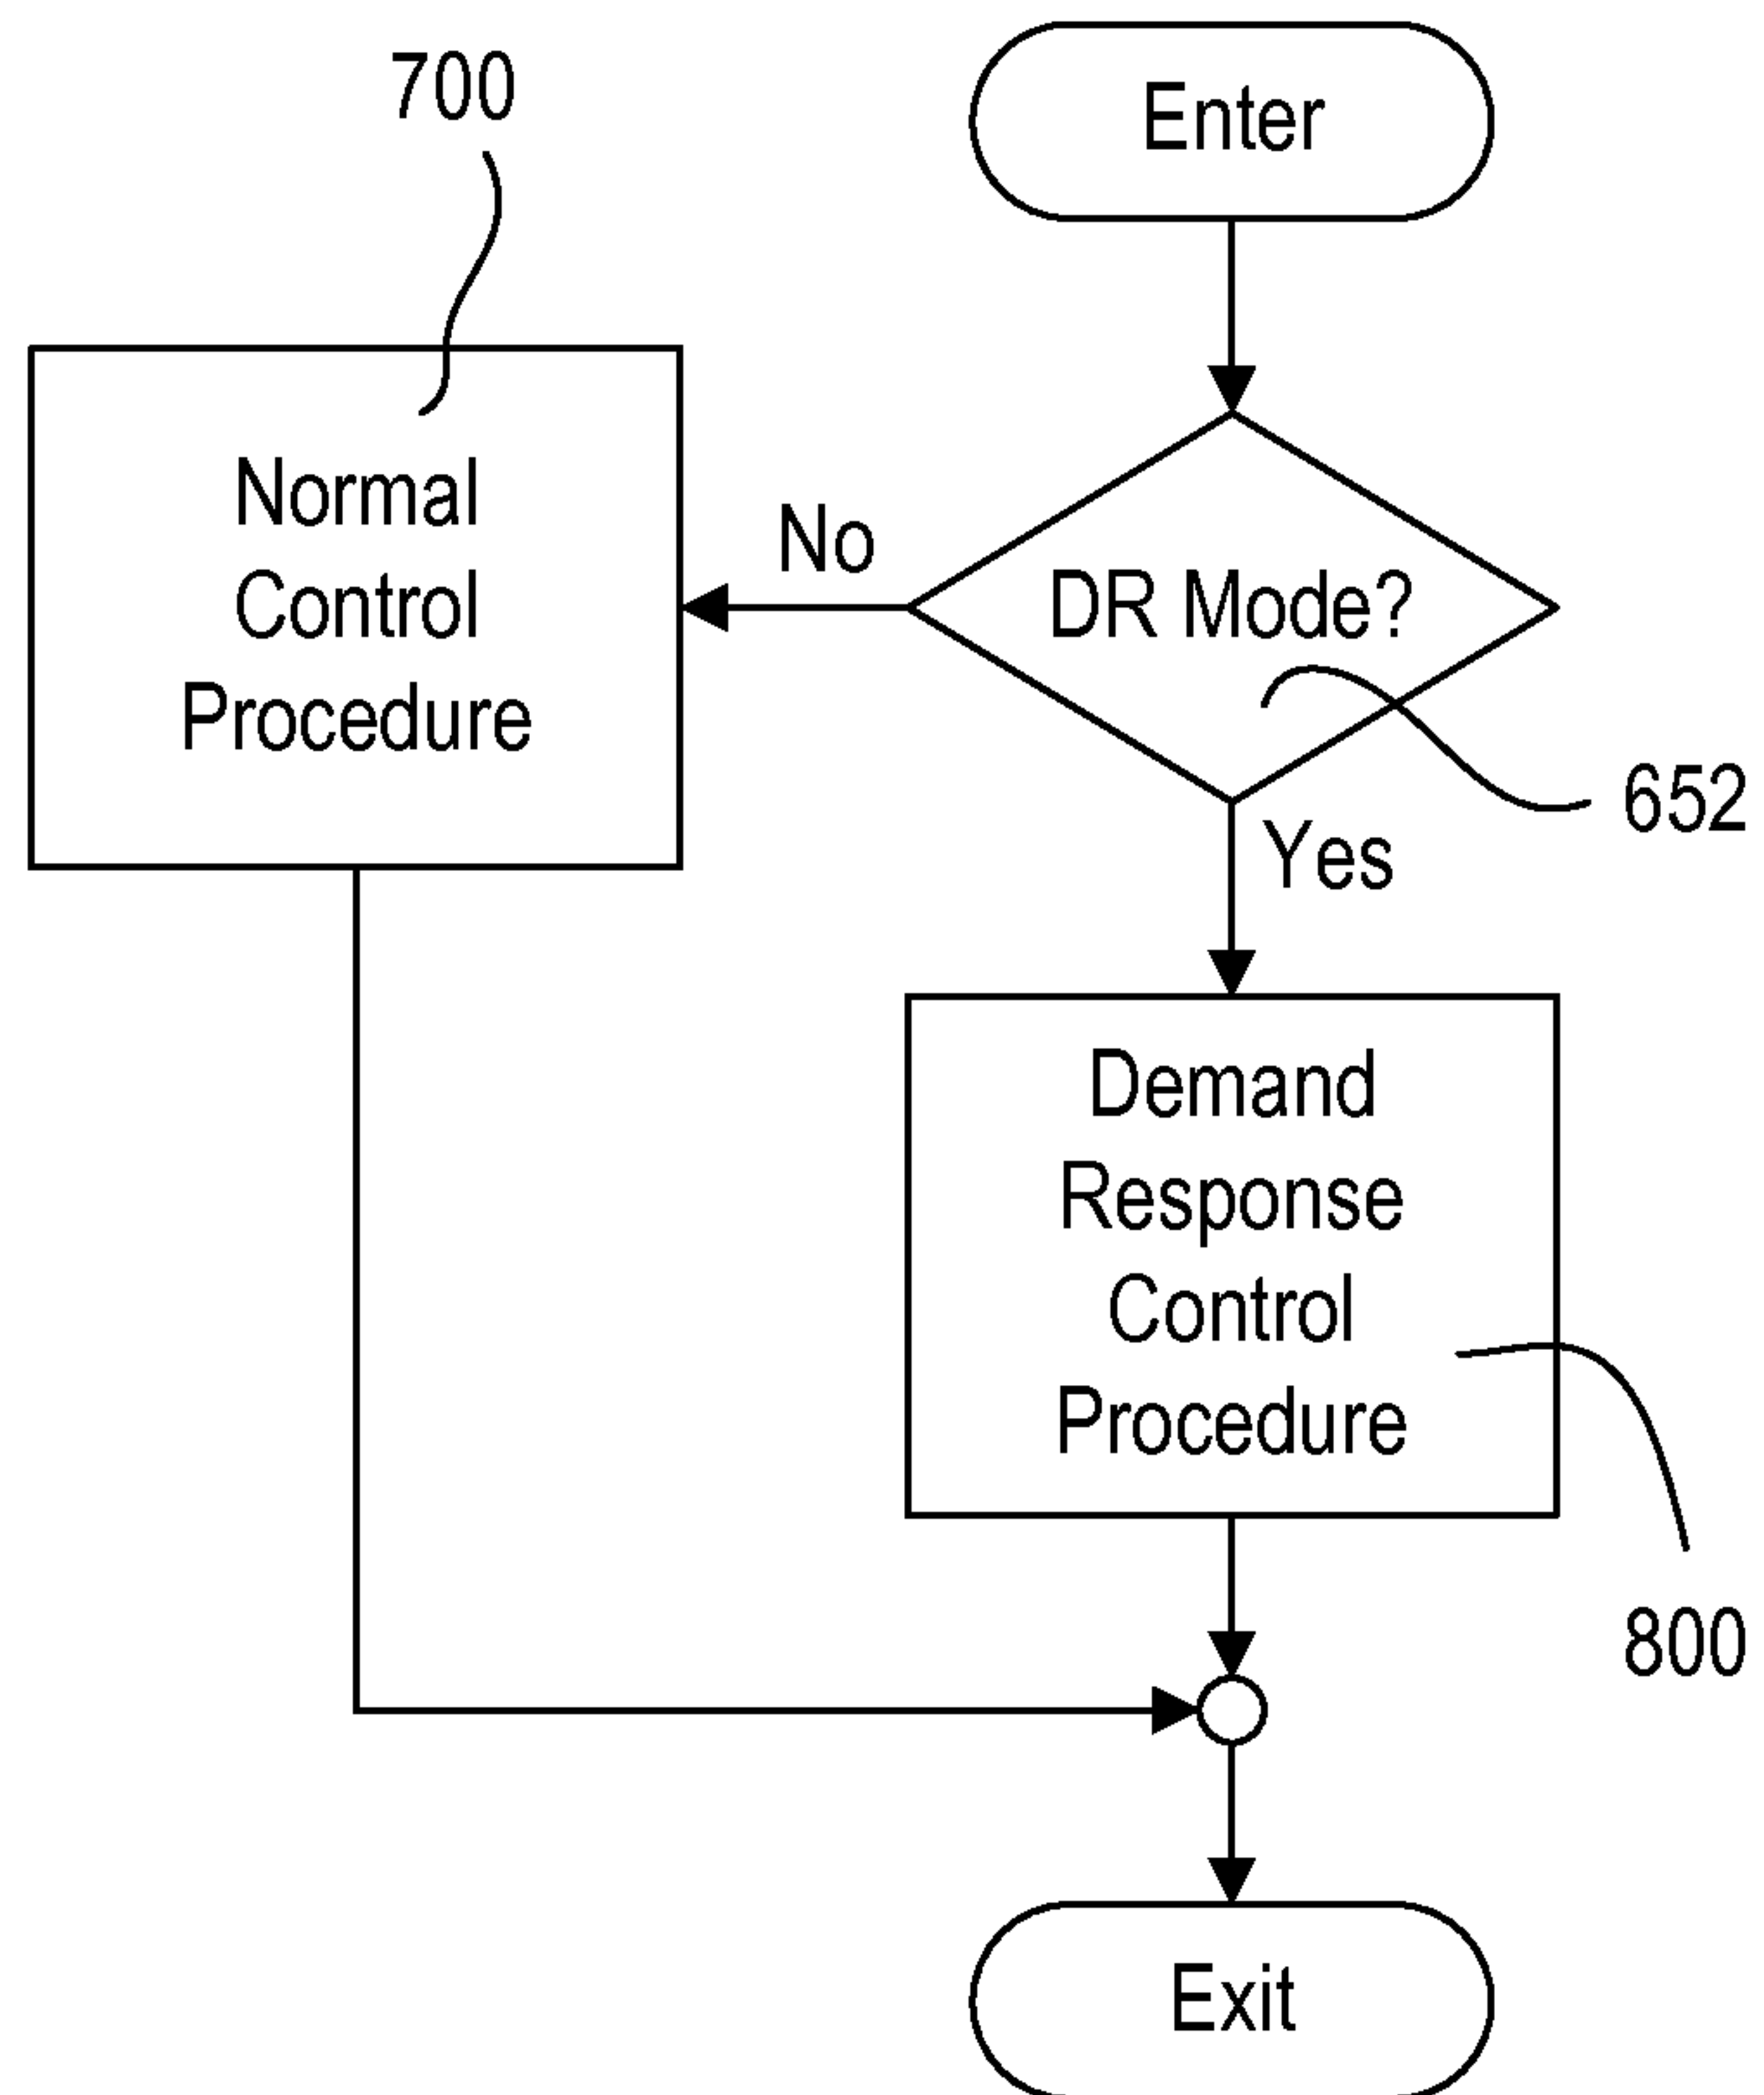 700
Enter
Normal
Control
Procedure
No
DR Mode?
652
Yes
Demand
Response
Control
Procedure
800
Exit